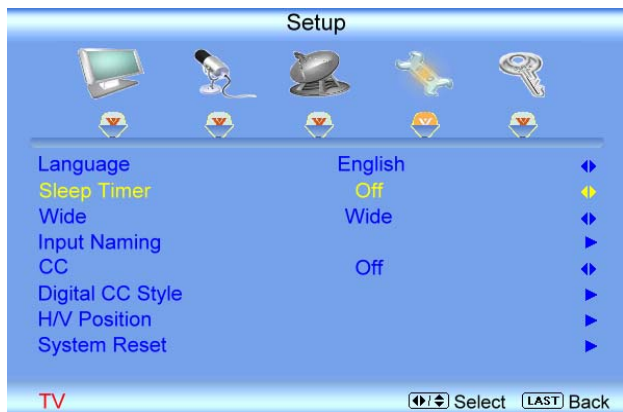 Setup
Language English
Sleep Timer Off
Wide Wide
Input Naming
CC Off
Digital CC Style
H/V Position
System Reset
TV Select LAST Back